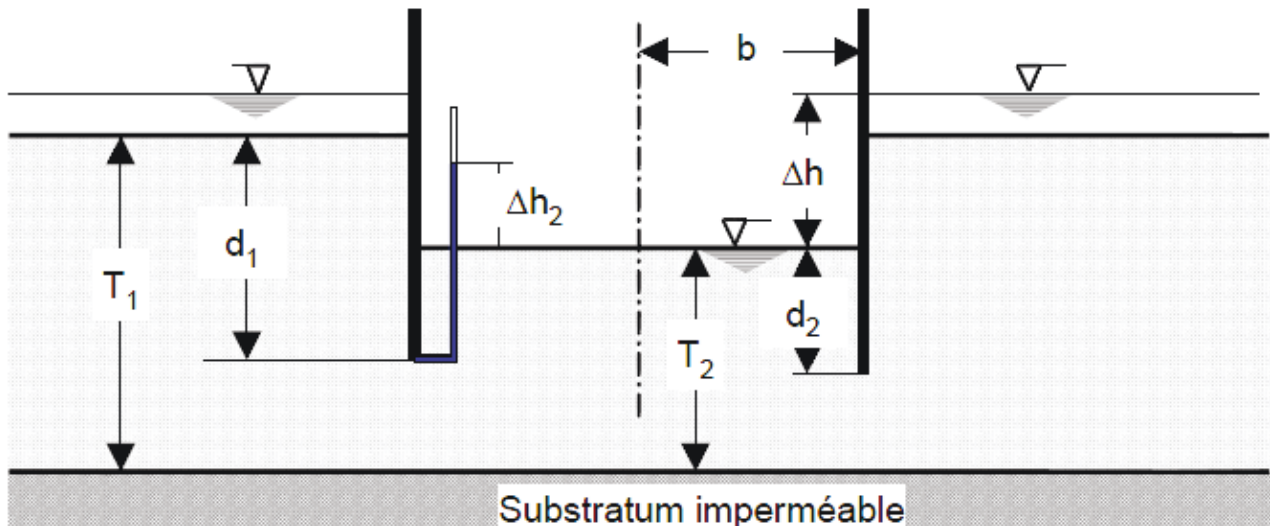 b
Δh
Δh₂
d₁
T₁
d₂
T₂
Substratum imperméable